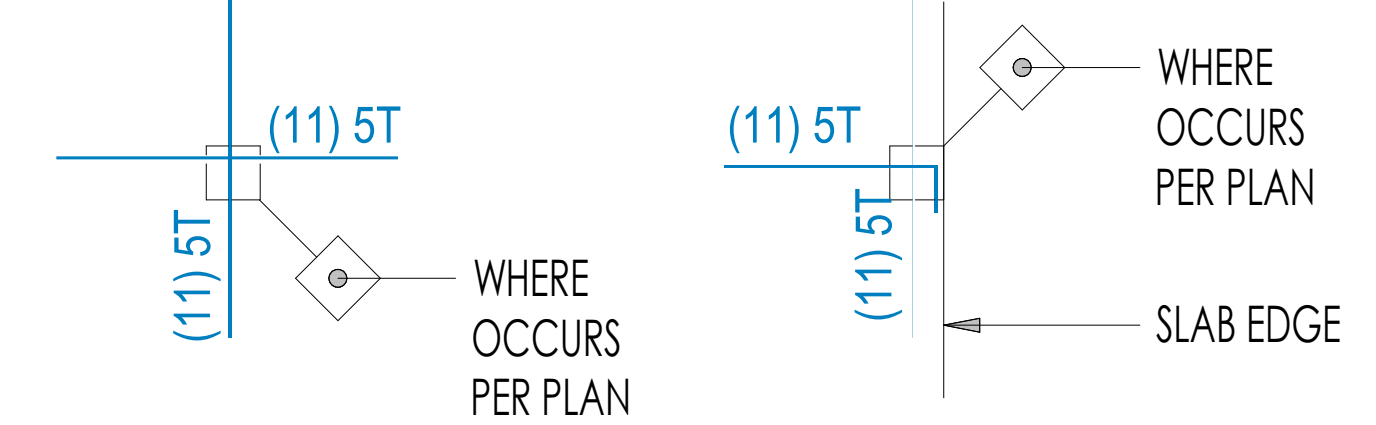 (11) 5T
(11) 5T
WHERE
OCCURS
PER PLAN
(11) 5T
(11) 5T
WHERE
OCCURS
PER PLAN
SLAB EDGE